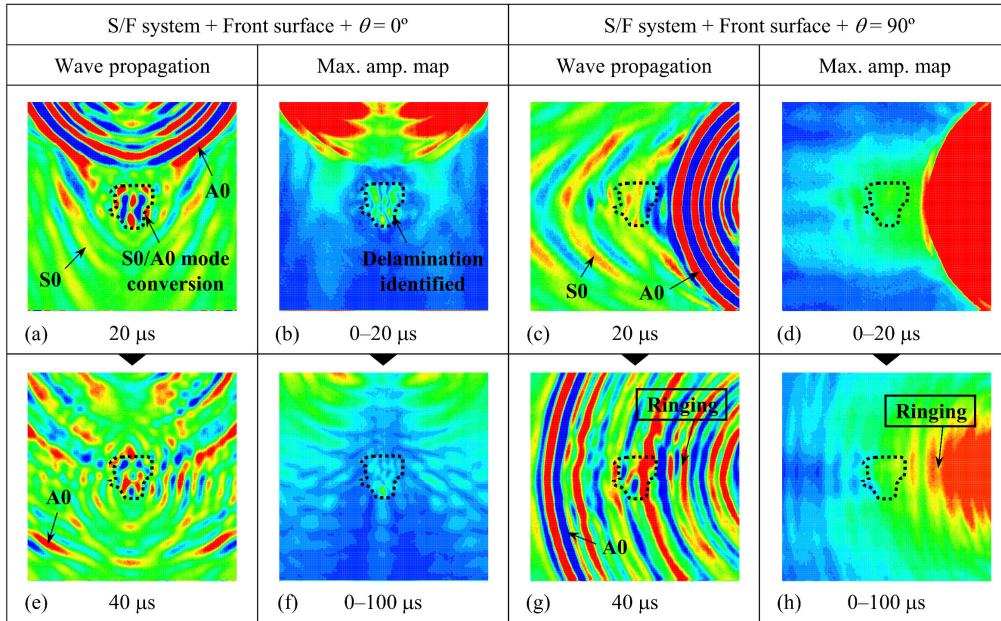 S/F system + Front surface + θ = 0º
S/F system + Front surface + θ = 90º
Wave propagation
Max. amp. map
Wave propagation
Max. amp. map
A0
S0
S0/A0 mode
conversion
(a)
20 μs
Delamination
identified
(b)
0–20 μs
S0
A0
(c)
20 μs
(d)
0–20 μs
A0
(e)
40 μs
(f)
0–100 μs
Ringing
A0
(g)
40 μs
Ringing
(h)
0–100 μs